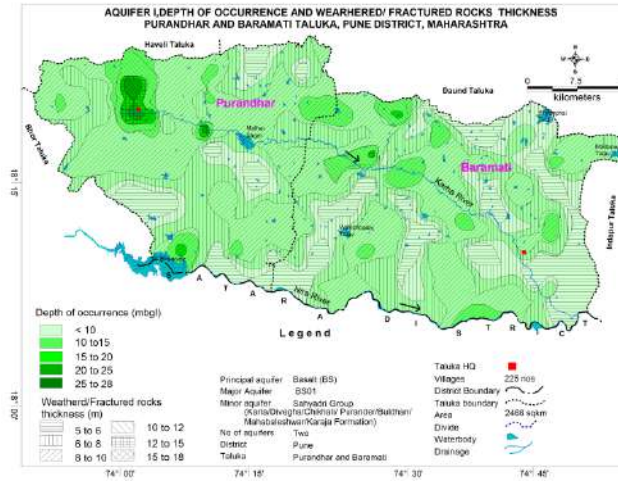 AQUIFER I,DEPTH OF OCCURRENCE AND WEARHERED/ FRACTURED ROCKS THICKNESS
PURANDHAR AND BARAMATI TALUKA, PUNE DISTRICT, MAHARASHTRA
Haveli Taluka
Purandhar
Daund Taluka
0 7.5
kilometers
Bhor Taluka
Baramati
Karha River
Indapur Taluka
18° 15'
Nira River
S A T A R A D I S T R I C T
Legend
Depth of occurrence (mbgl)
< 10
10 to15
15 to 20
20 to 25
25 to 28
Weatherd/Fractured rocks
thickness (m)
5 to 6
6 to 8
8 to 10
10 to 12
12 to 15
15 to 18
Principal aquifer Basalt (BS)
Major Aquifer BS01
Minor aquifer Sahyadri Group
Mahabaleshwar/Karaja Formation)
No of aquifers Two
District Pune
Taluka Purandhar and Baramati
Taluka HQ
Villages 225 nos
District Boundary
Taluka boundary
Area 2466 sqkm
Divide
Waterbody
Drainage
18° 00'
74° 00' 74° 15' 74° 30' 74° 45'